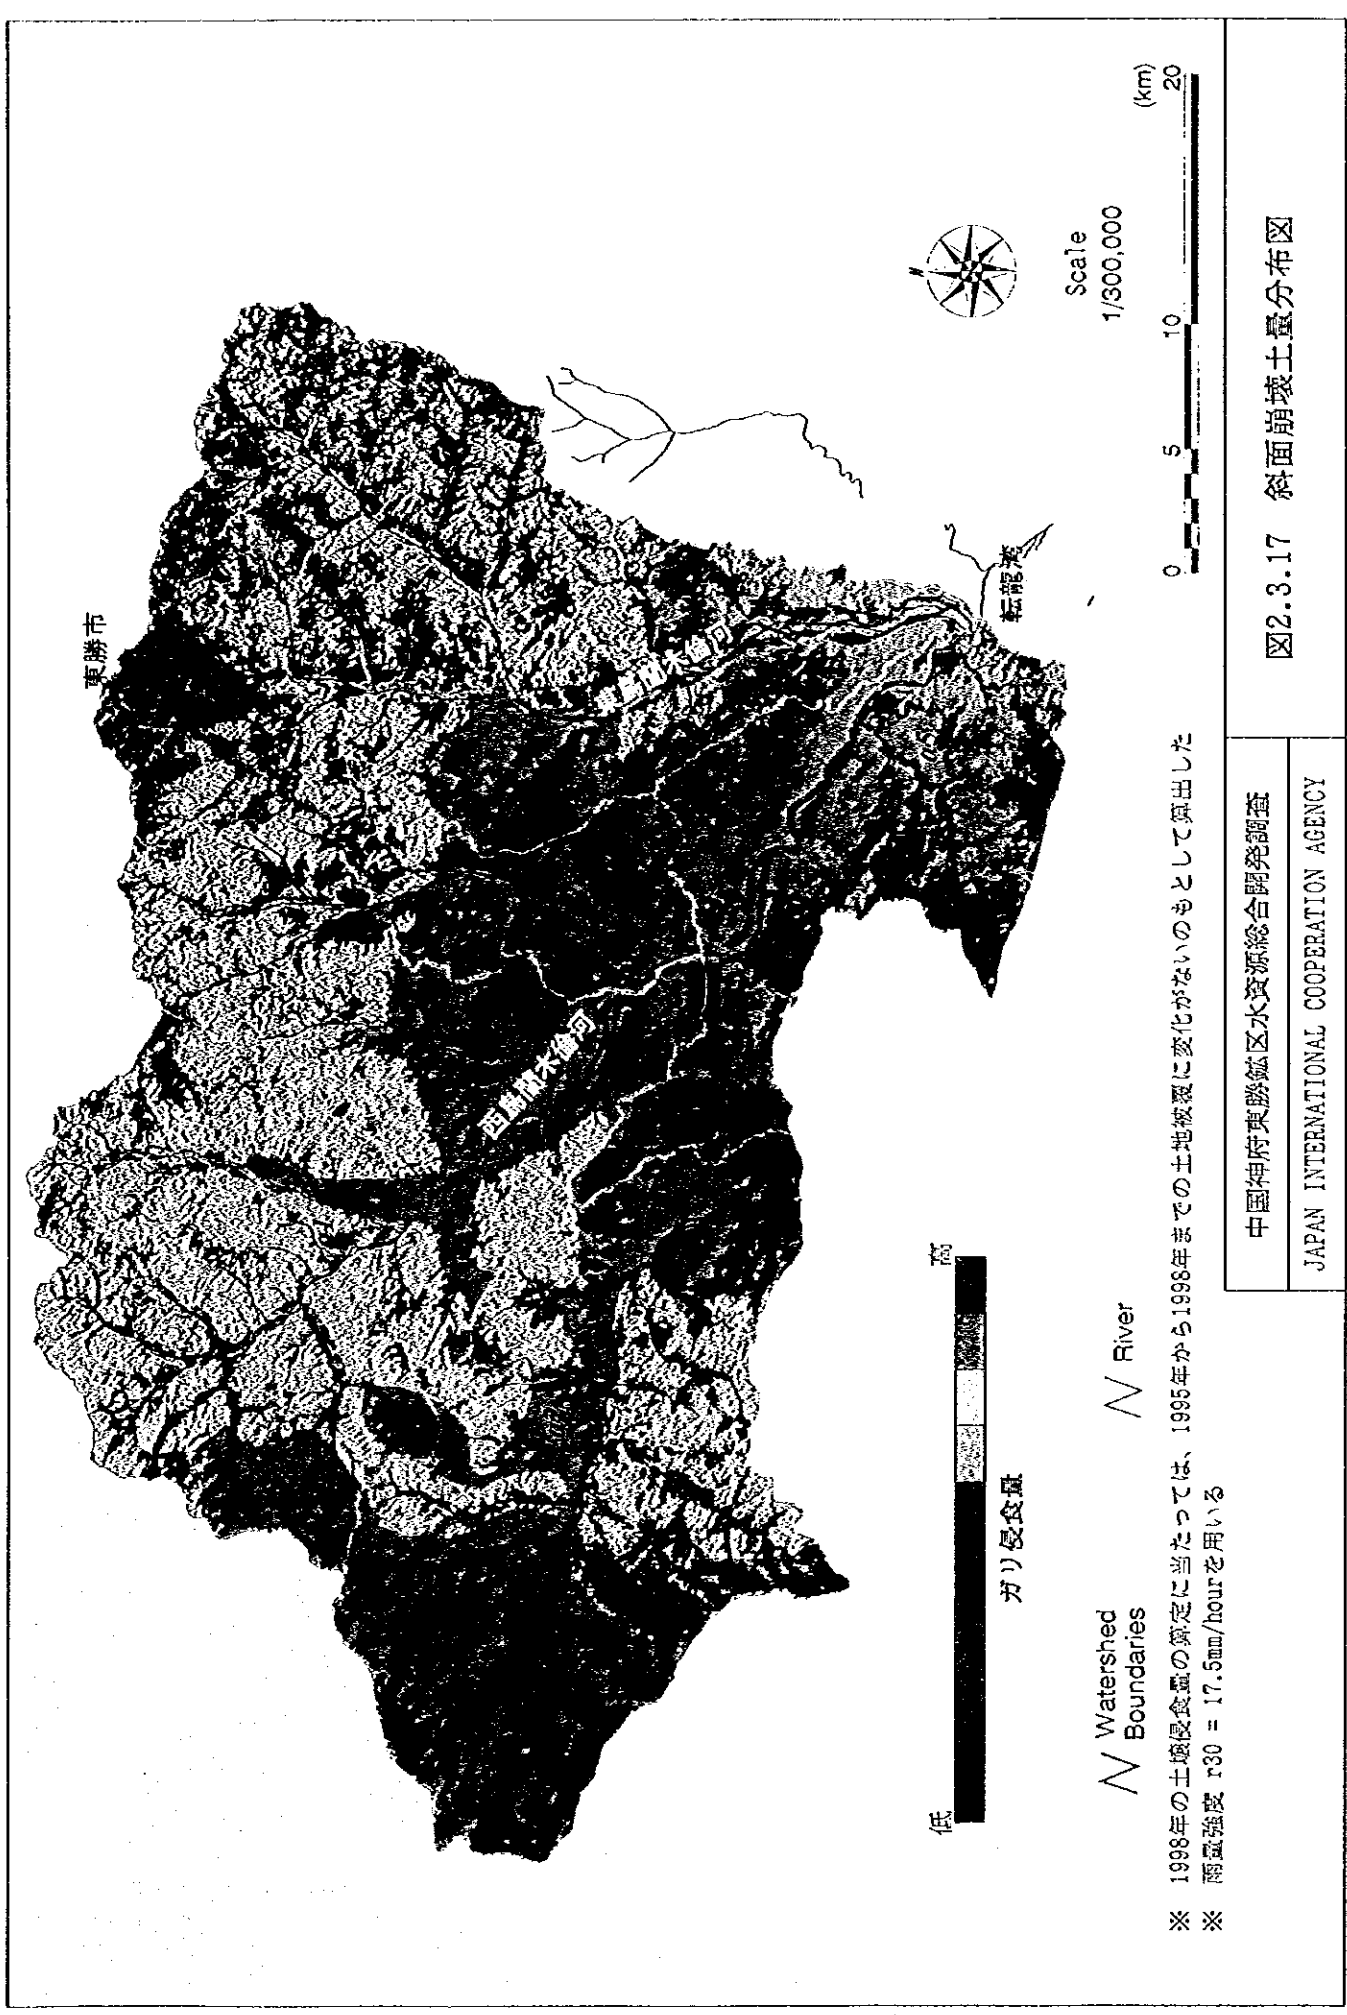 東勝市
西烏蘭木倫河
転龍湾
N
Scale
1/300,000
(km)
0 5 10 20
低 高
ガリ侵食量
Watershed
Boundaries
River
※ 1998年の土壌侵食量の算定に当たっては、1995年から1998年までの土地被覆に変化がないのもとして算出した
※ 雨量強度 r30 = 17.5mm/hourを用いる
中国神府東勝鉱区水資源総合開発調査
JAPAN INTERNATIONAL COOPERATION AGENCY
図2.3.17 斜面崩壊土量分布図